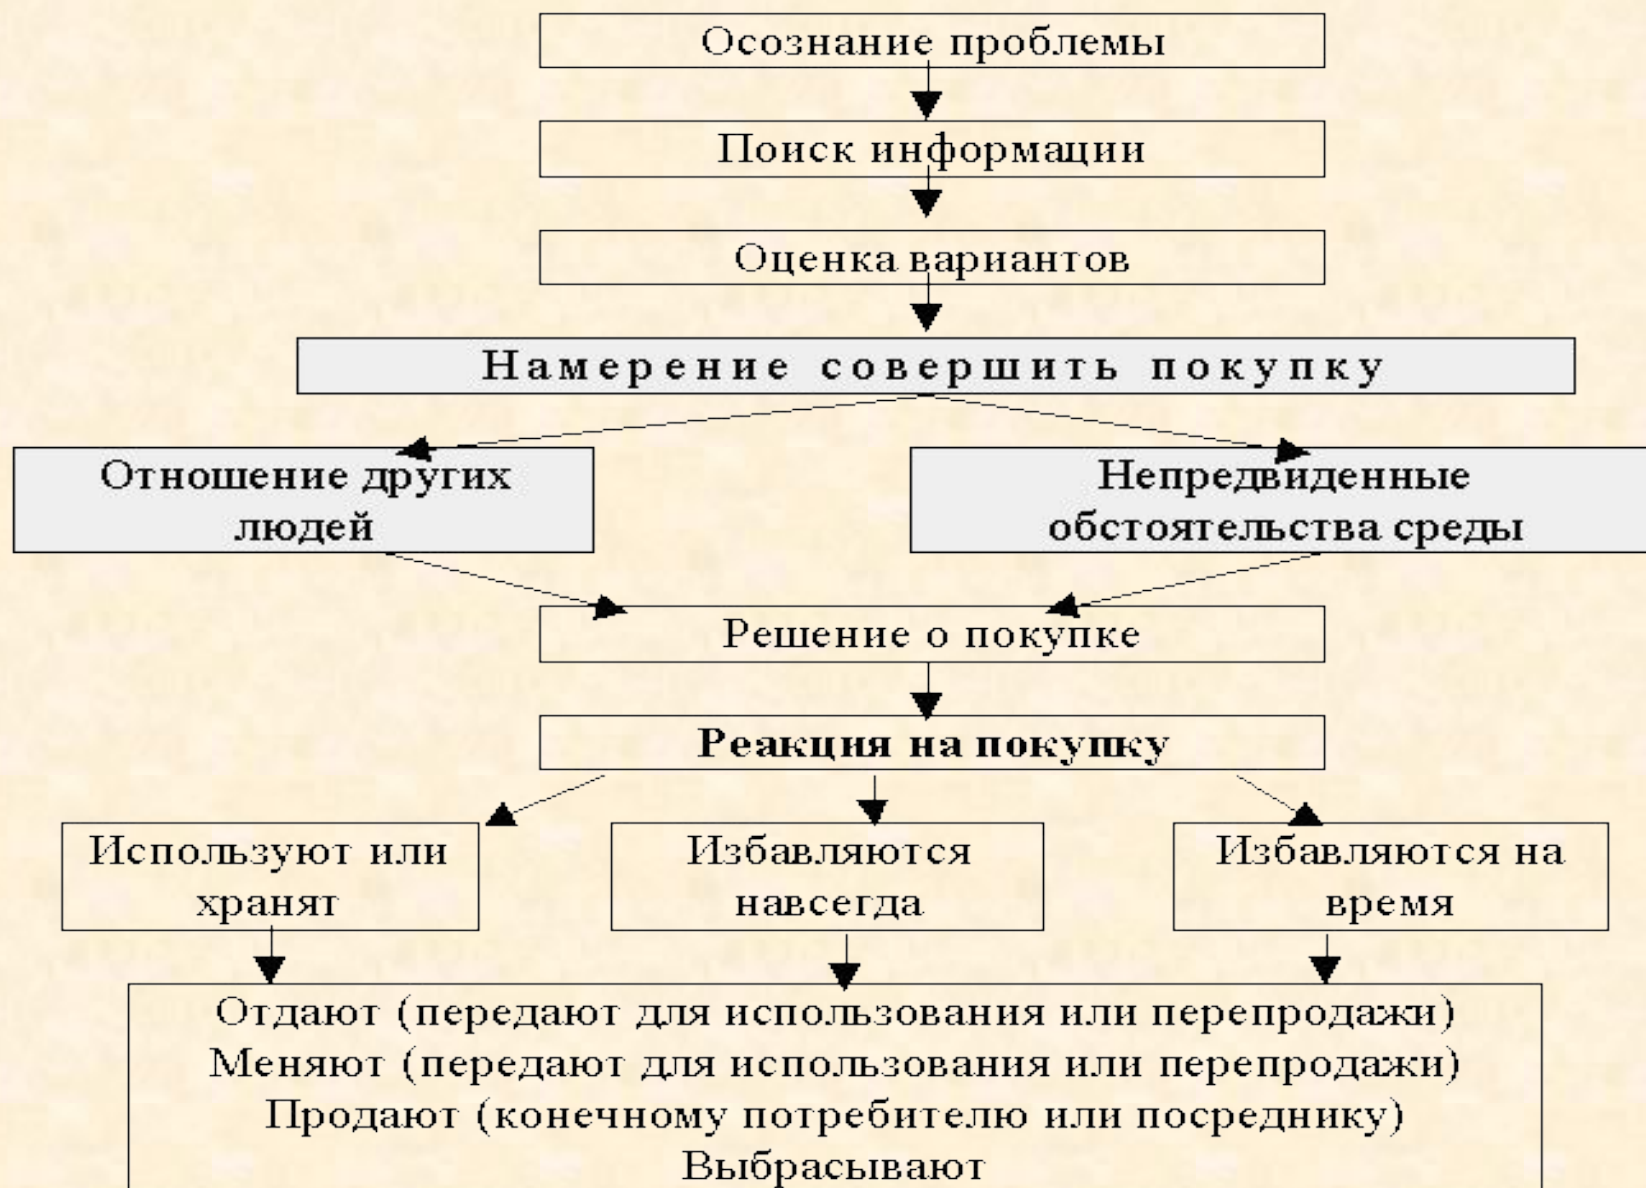 Осознание проблемы
Поиск информации
Оценка вариантов
Намерение совершить покупку
Отношение других
людей
Непредвиденные
обстоятельства среды
Решение о покупке
Реакция на покупку
Используют или
хранят
Избавляются
навсегда
Избавляются на
время
Отдают (передают для использования или перепродажи)
Меняют (передают для использования или перепродажи)
Продают (конечному потребителю или посреднику)
Выбрасывают